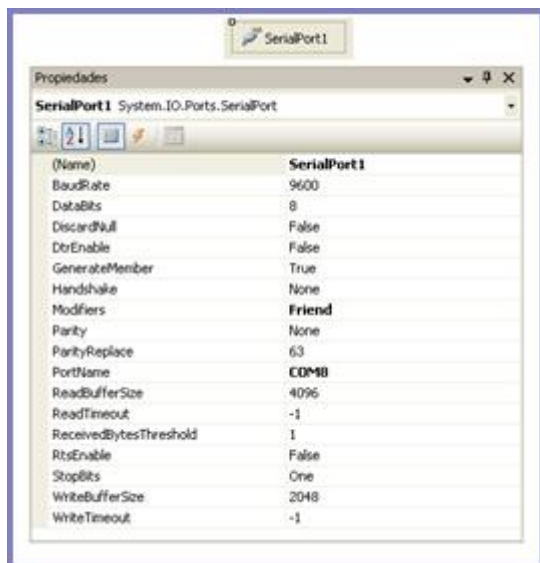 SerialPort1
Propiedades
SerialPort1 System.IO.Ports.SerialPort
(Name) SerialPort1
BaudRate 9600
DataBits 8
DiscardNull False
DtrEnable False
GenerateMember True
Handshake None
Modifiers Friend
Parity None
ParityReplace 63
PortName COM8
ReadBufferSize 4096
ReadTimeout -1
ReceivedBytesThreshold 1
RtsEnable False
StopBits One
WriteBufferSize 2048
WriteTimeout -1